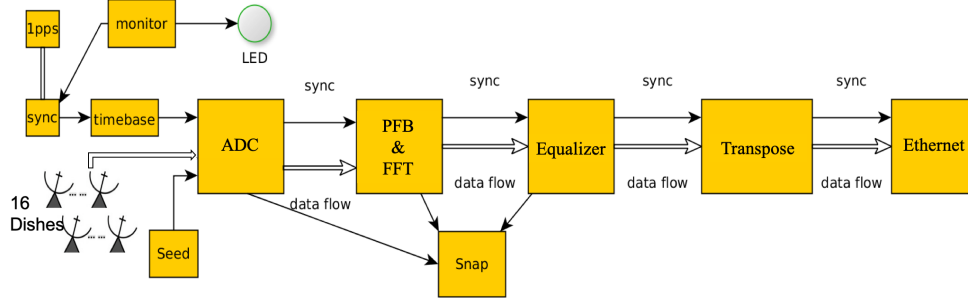 1pps
monitor
LED
sync
timebase
ADC
sync
PFB
&
FFT
sync
Equalizer
sync
Transpose
sync
Ethernet
data flow
data flow
data flow
data flow
16
Dishes
Seed
Snap